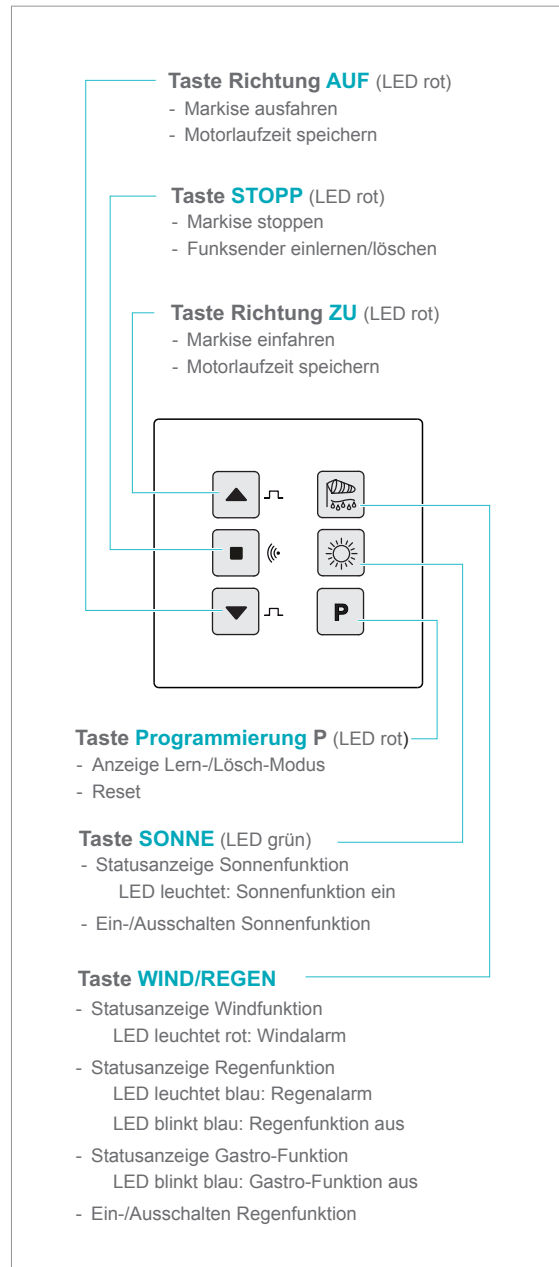 Taste Richtung AUF (LED rot)
- Markise ausfahren
- Motorlaufzeit speichern
Taste STOPP (LED rot)
- Markise stoppen
- Funksender einlernen/löschen
Taste Richtung ZU (LED rot)
- Markise einfahren
- Motorlaufzeit speichern
P
Taste Programmierung P (LED rot)
- Anzeige Lern-/Lösch-Modus
- Reset
Taste SONNE (LED grün)
- Statusanzeige Sonnenfunktion
LED leuchtet: Sonnenfunktion ein
- Ein-/Ausschalten Sonnenfunktion
Taste WIND/REGEN
- Statusanzeige Windfunktion
LED leuchtet rot: Windalarm
- Statusanzeige Regenfunktion
LED leuchtet blau: Regenalarm
LED blinkt blau: Regenfunktion aus
- Statusanzeige Gastro-Funktion
LED blinkt blau: Gastro-Funktion aus
- Ein-/Ausschalten Regenfunktion